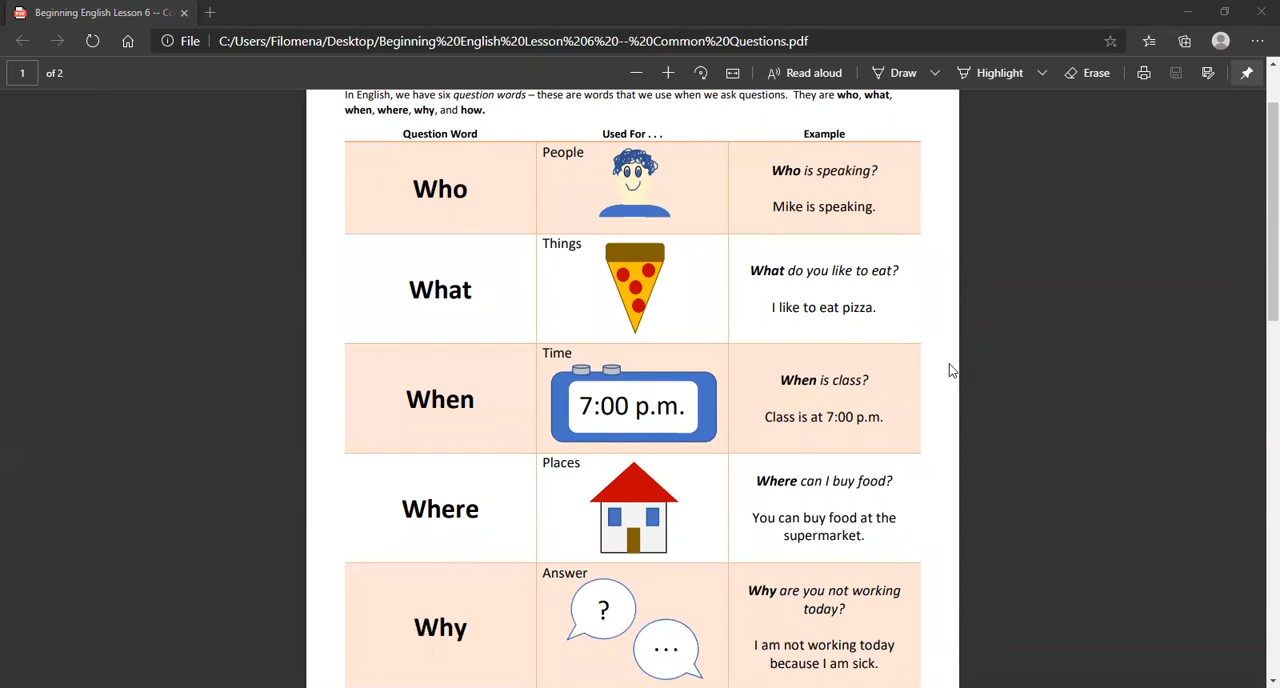 Beginning English Lesson 6 -- Co
File C:/Users/Filomena/Desktop/Beginning%20English%20Lesson%206%20--%20Common%20Questions.pdf
1 of 2 Read aloud Draw Highlight Erase
In English, we have six question words – these are words that we use when we ask questions. They are who, what,
when, where, why, and how.
Question Word Used For . . . Example
People
Who
Who is speaking?
Mike is speaking.
Things
What
What do you like to eat?
I like to eat pizza.
Time
When
7:00 p.m.
When is class?
Class is at 7:00 p.m.
Places
Where
Where can I buy food?
You can buy food at the
supermarket.
Answer
Why
?
...
Why are you not working
today?
I am not working today
because I am sick.